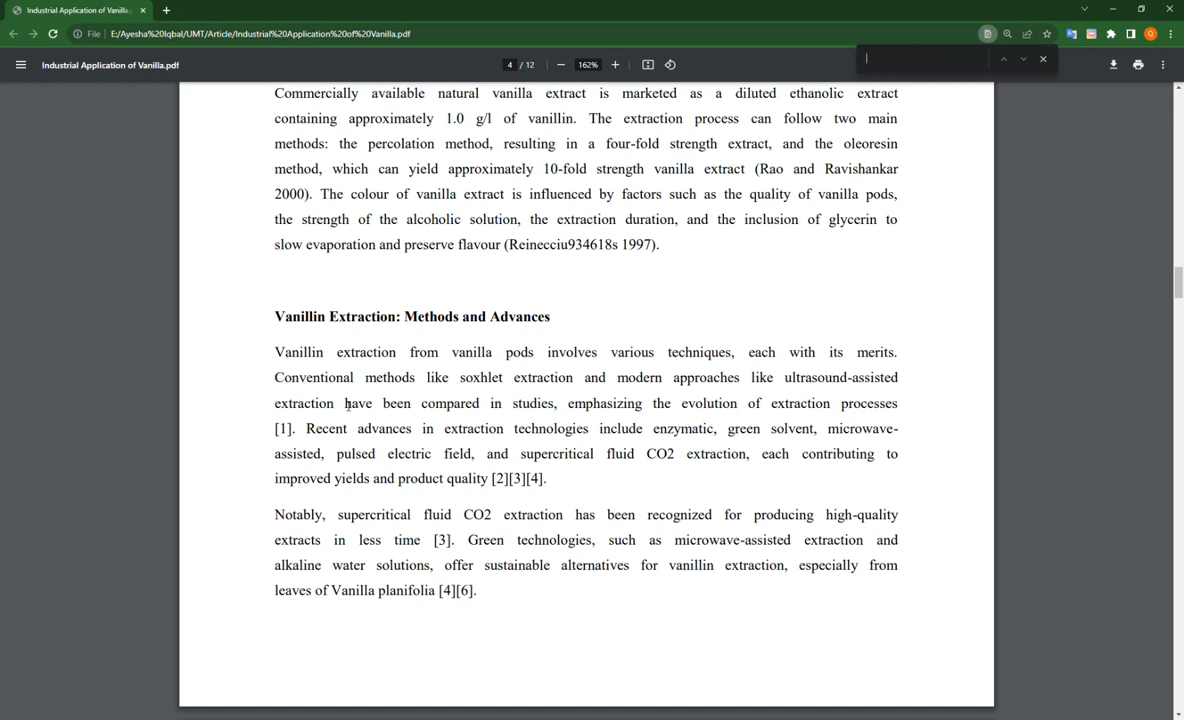 Industrial Application of Vanilla.
File E:/Ayesha%20Iqbal/UMT/Article/Industrial%20Application%20of%20Vanilla.pdf
Industrial Application of Vanilla.pdf
4 / 12
162%
Commercially available natural vanilla extract is marketed as a diluted ethanolic extract
containing approximately 1.0 g/l of vanillin. The extraction process can follow two main
methods: the percolation method, resulting in a four-fold strength extract, and the oleoresin
method, which can yield approximately 10-fold strength vanilla extract (Rao and Ravishankar
2000). The colour of vanilla extract is influenced by factors such as the quality of vanilla pods,
the strength of the alcoholic solution, the extraction duration, and the inclusion of glycerin to
slow evaporation and preserve flavour (Reinecciu934618s 1997).
Vanillin Extraction: Methods and Advances
Vanillin extraction from vanilla pods involves various techniques, each with its merits.
Conventional methods like soxhlet extraction and modern approaches like ultrasound-assisted
extraction have been compared in studies, emphasizing the evolution of extraction processes
[1]. Recent advances in extraction technologies include enzymatic, green solvent, microwave-
assisted, pulsed electric field, and supercritical fluid CO2 extraction, each contributing to
improved yields and product quality [2][3][4].
Notably, supercritical fluid CO2 extraction has been recognized for producing high-quality
extracts in less time [3]. Green technologies, such as microwave-assisted extraction and
alkaline water solutions, offer sustainable alternatives for vanillin extraction, especially from
leaves of Vanilla planifolia [4][6].